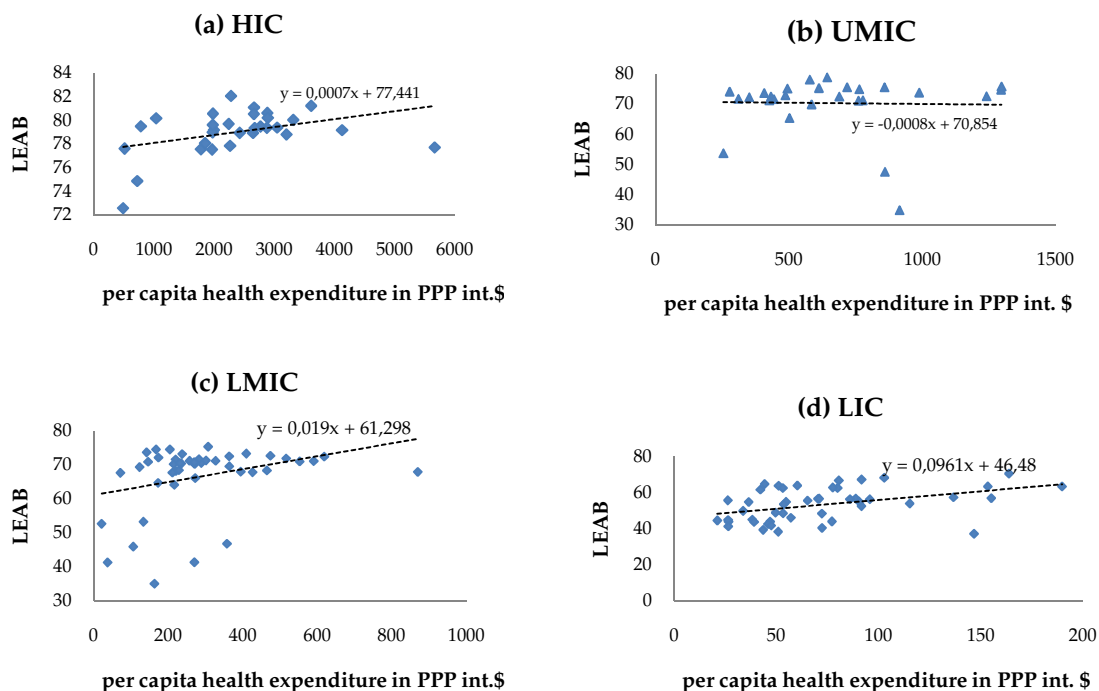 (a) HIC
84
82
80
78
76
74
72
LEAB
y = 0,0007x + 77,441
0 1000 2000 3000 4000 5000 6000
per capita health expenditure in PPP int.$
(b) UMIC
80
70
60
50
40
30
LEAB
y = -0,0008x + 70,854
0 500 1000 1500
per capita health expenditure in PPP int. $
(c) LMIC
80
70
60
50
40
30
LEAB
y = 0,019x + 61,298
0 200 400 600 800 1000
per capita health expenditure in PPP int.$
(d) LIC
80
60
40
20
0
LEAB
y = 0,0961x + 46,48
0 50 100 150 200
per capita health expenditure in PPP int. $